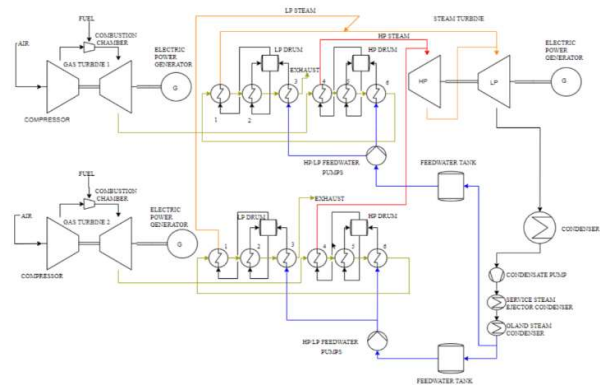 FUEL
COMBUSTION
CHAMBER
AIR
GAS TURBINE 1
ELECTRIC
POWER
GENERATOR
G
COMPRESSOR
LP STEAM
HP STEAM
STEAM TURBINE
LP DRUM
HP DRUM
EXHAUST
1
2
3
4
5
6
HP
LP
ELECTRIC
POWER
GENERATOR
G
HP/LP FEEDWATER
PUMPS
FEEDWATER TANK
FUEL
COMBUSTION
CHAMBER
AIR
GAS TURBINE 2
ELECTRIC
POWER
GENERATOR
G
COMPRESSOR
EXHAUST
LP DRUM
HP DRUM
1
2
3
4
5
6
HP/LP FEEDWATER
PUMPS
FEEDWATER TANK
CONDENSER
CONDENSATE PUMP
SERVICE STEAM
EJECTOR CONDENSER
GLAND STEAM
CONDENSER